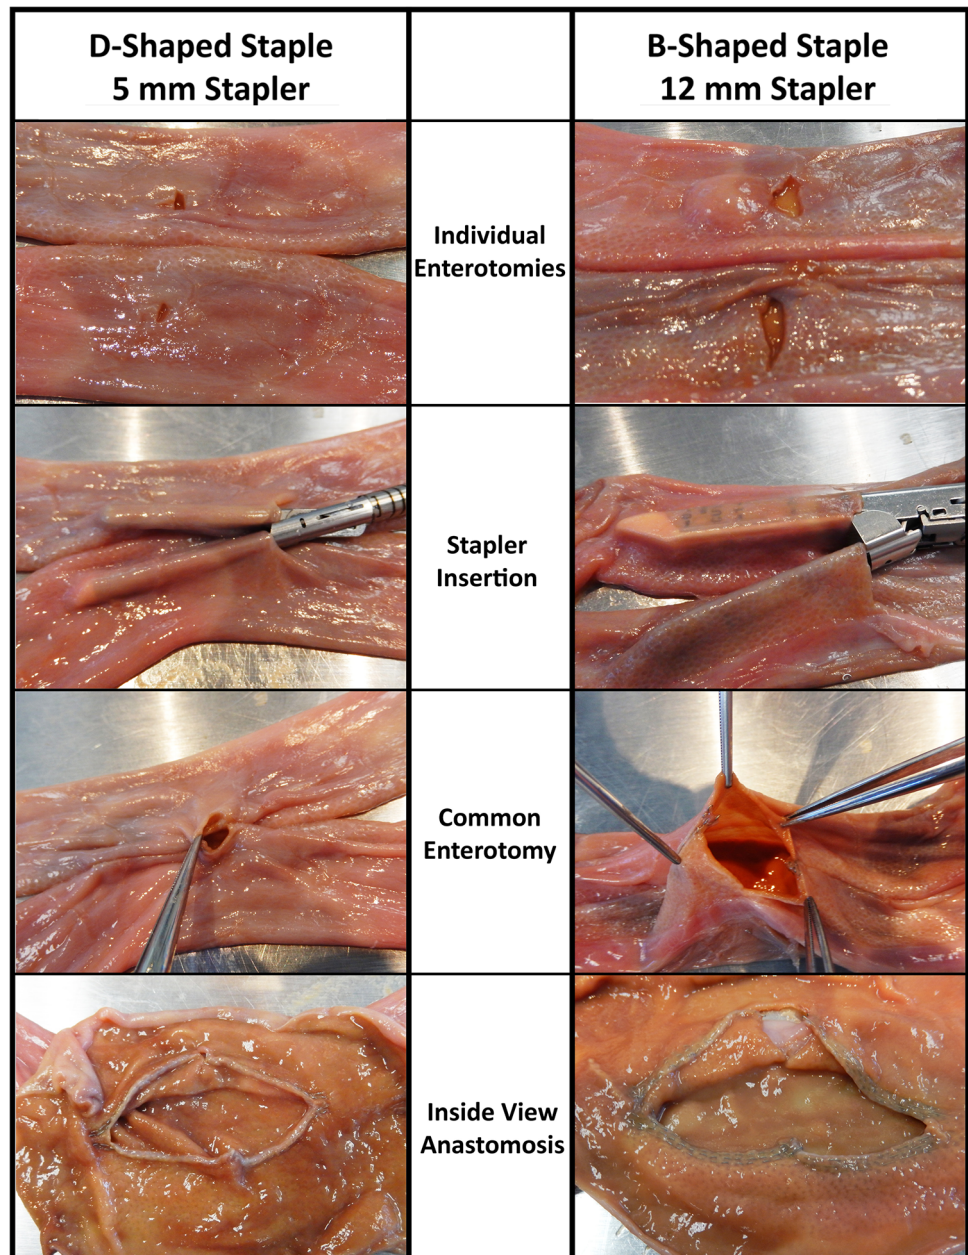 D-Shaped Staple
5 mm Stapler
B-Shaped Staple
12 mm Stapler
Individual
Enterotomies
Stapler
Insertion
Common
Enterotomy
Inside View
Anastomosis